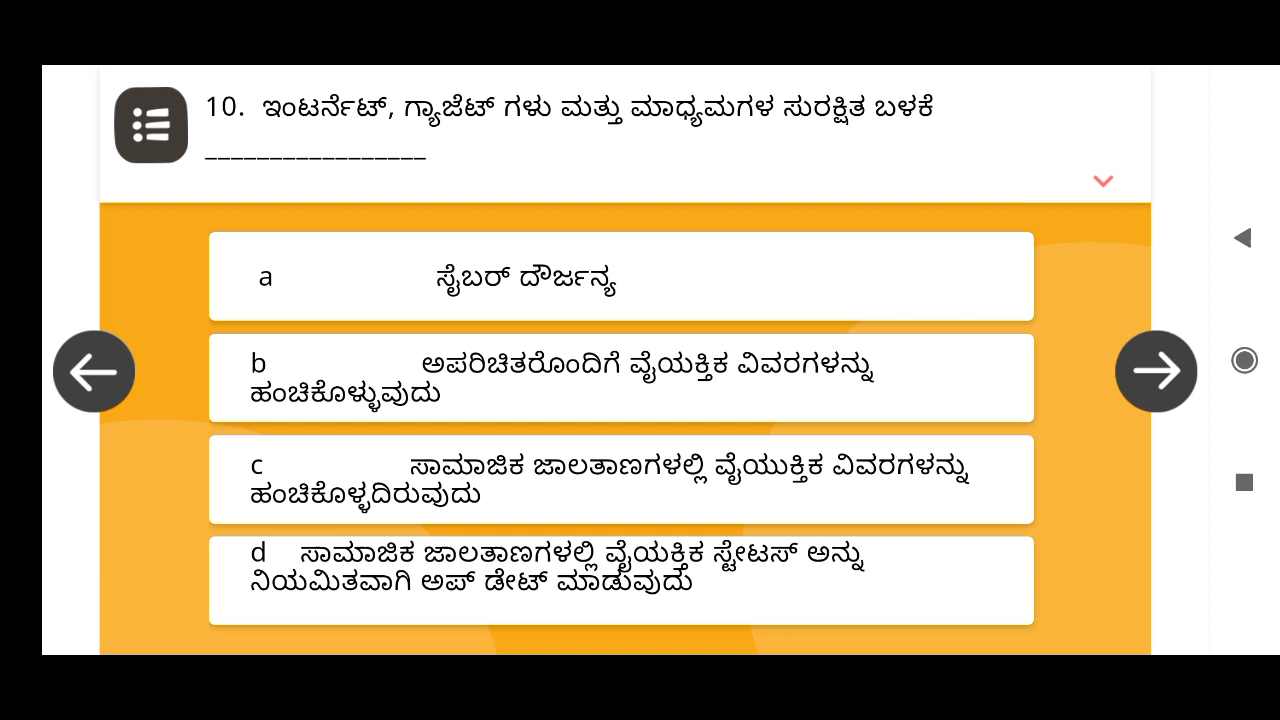 10. ಇಂಟರ್ನೆಟ್, ಗ್ಯಾಜೆಟ್ ಗಳು ಮತ್ತು ಮಾಧ್ಯಮಗಳ ಸುರಕ್ಷಿತ ಬಳಕೆ
_________________
a ಸೈಬರ್ ದೌರ್ಜನ್ಯ
b ಅಪರಿಚಿತರೊಂದಿಗೆ ವೈಯಕ್ತಿಕ ವಿವರಗಳನ್ನು
ಹಂಚಿಕೊಳ್ಳುವುದು
c ಸಾಮಾಜಿಕ ಜಾಲತಾಣಗಳಲ್ಲಿ ವೈಯುಕ್ತಿಕ ವಿವರಗಳನ್ನು
ಹಂಚಿಕೊಳ್ಳದಿರುವುದು
d ಸಾಮಾಜಿಕ ಜಾಲತಾಣಗಳಲ್ಲಿ ವೈಯಕ್ತಿಕ ಸ್ಟೇಟಸ್ ಅನ್ನು
ನಿಯಮಿತವಾಗಿ ಅಪ್ ಡೇಟ್ ಮಾಡುವುದು